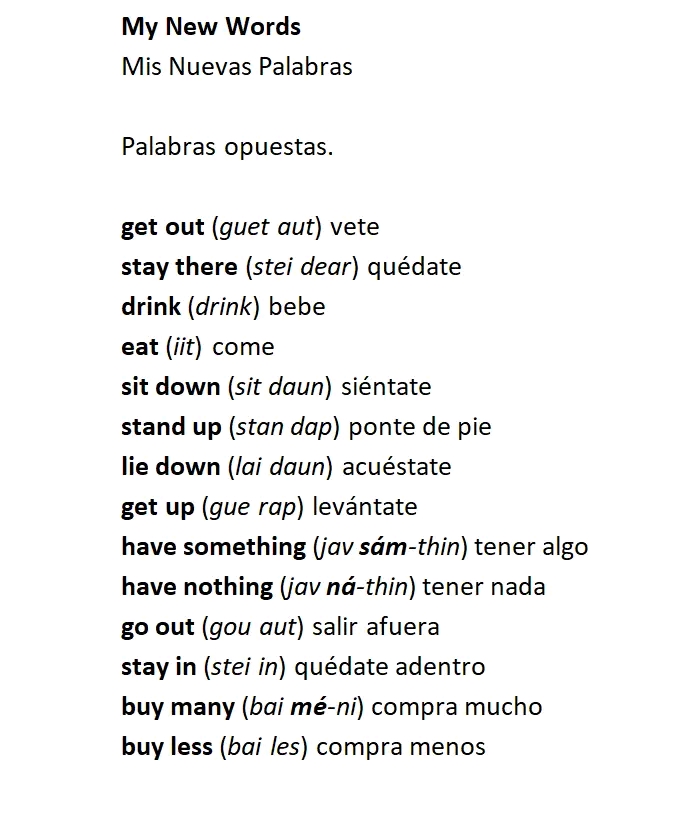 My New Words
Mis Nuevas Palabras
Palabras opuestas.
get out (guet aut) vete
stay there (stei dear) quédate
drink (drink) bebe
eat (iit) come
sit down (sit daun) siéntate
stand up (stan dap) ponte de pie
lie down (lai daun) acuéstate
get up (gue rap) levántate
have something (jav sám-thin) tener algo
have nothing (jav ná-thin) tener nada
go out (gou aut) salir afuera
stay in (stei in) quédate adentro
buy many (bai mé-ni) compra mucho
buy less (bai les) compra menos